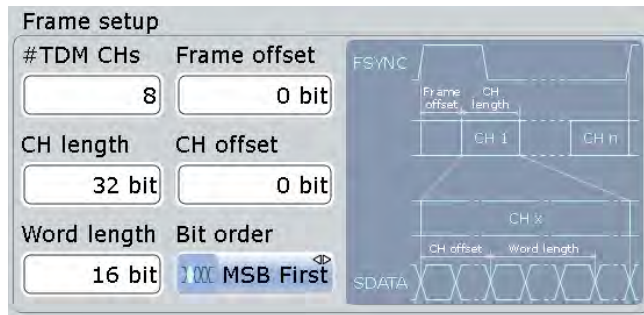 Frame setup
#TDM CHs Frame offset
8 0 bit
CH length CH offset
32 bit 0 bit
Word length Bit order
16 bit MSB First
FSYNC
Frame offset
CH length
CH 1 CH n
CH x
CH offset Word length
SDATA